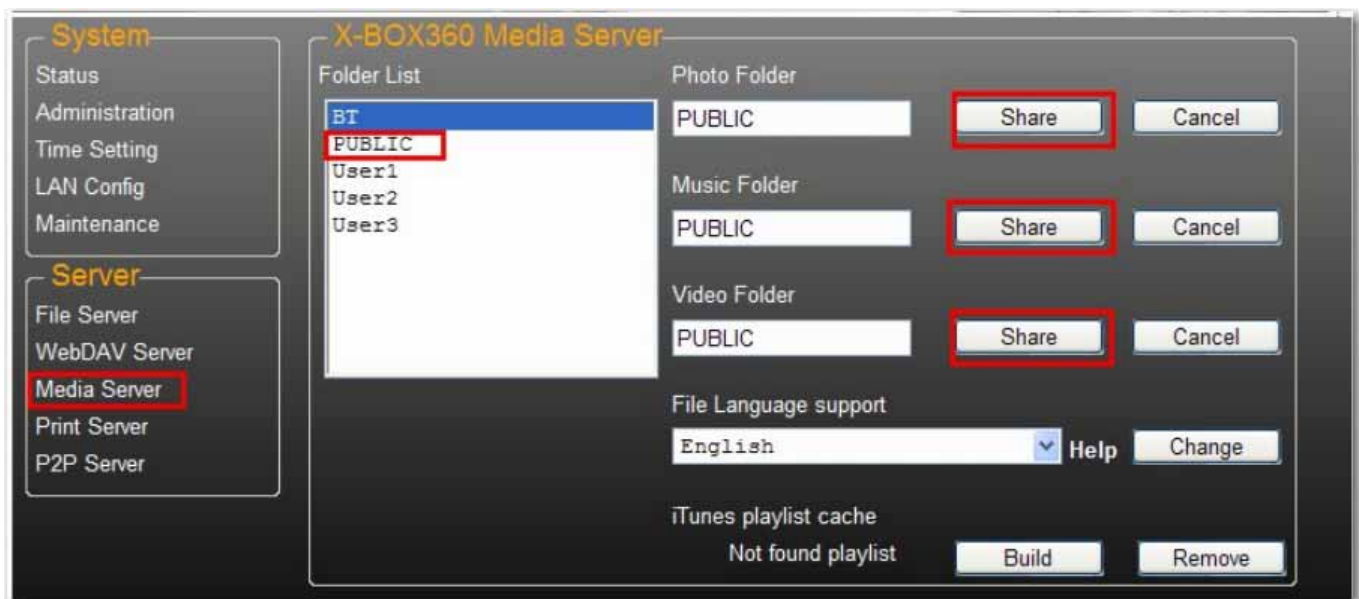 System
Status
Administration
Time Setting
LAN Config
Maintenance
Server
File Server
WebDAV Server
Media Server
Print Server
P2P Server
X-BOX360 Media Server
Folder List
BT
PUBLIC
User1
User2
User3
Photo Folder
PUBLIC Share Cancel
Music Folder
PUBLIC Share Cancel
Video Folder
PUBLIC Share Cancel
File Language support
English Help Change
iTunes playlist cache
Not found playlist Build Remove